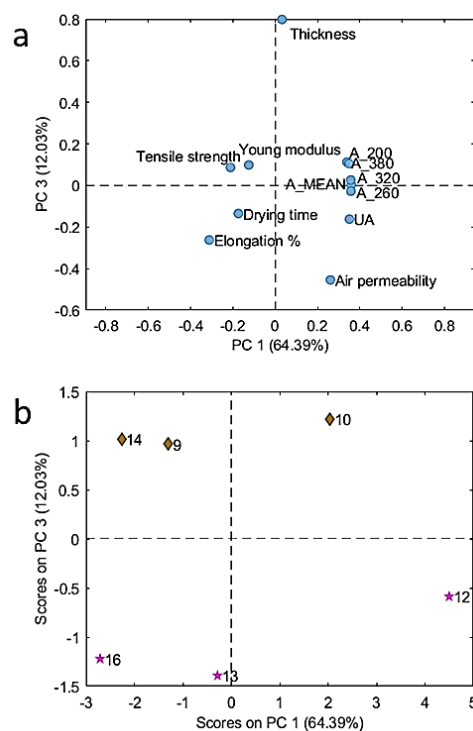 a
0.8
0.6
0.4
0.2
0
-0.2
-0.4
-0.6
PC 3 (12.03%)
Thickness
Tensile strength
Young modulus
A_200
A_380
A_320
A_MEAN
A_260
Drying time
UA
Elongation %
Air permeability
-0.8 -0.6 -0.4 -0.2 0 0.2 0.4 0.6 0.8
PC 1 (64.39%)
b
1.5
1
0.5
0
-0.5
-1
-1.5
Scores on PC 3 (12.03%)
14
9
10
12
16
13
-3 -2 -1 0 1 2 3 4 5
Scores on PC 1 (64.39%)